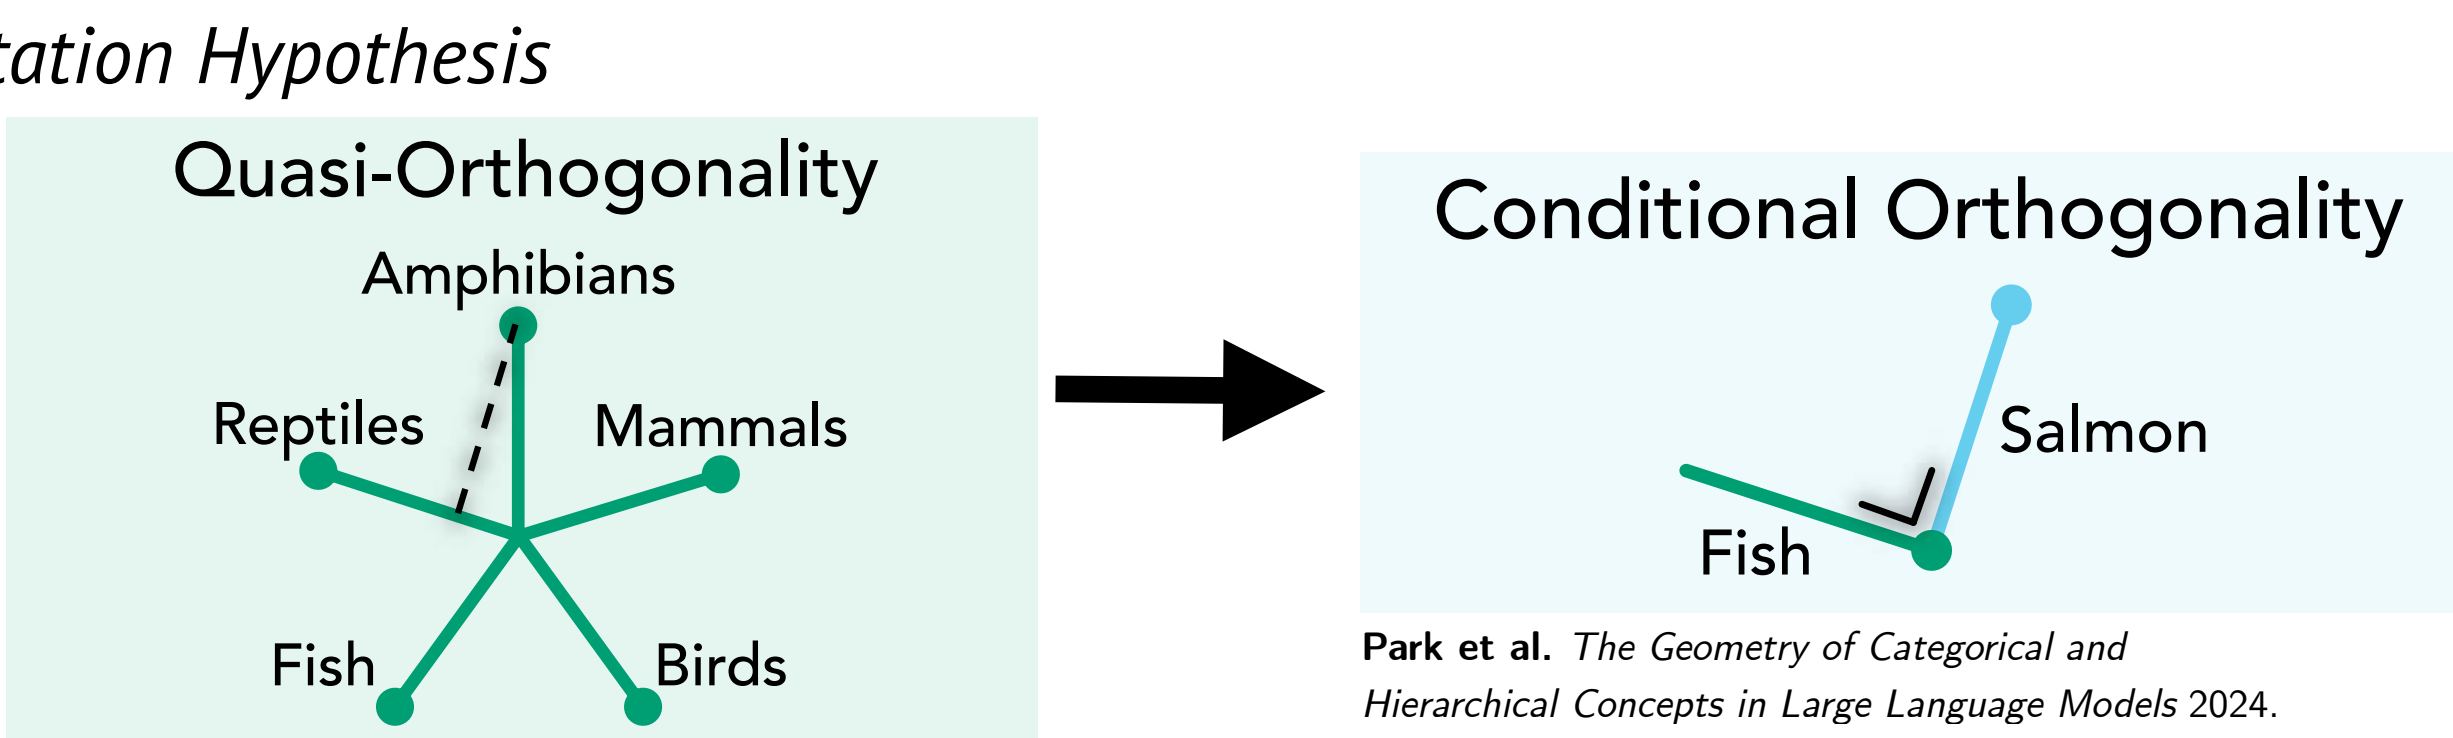 tation Hypothesis
Quasi-Orthogonality
Amphibians
Reptiles
Mammals
Fish
Birds
Conditional Orthogonality
Salmon
Fish
Park et al. The Geometry of Categorical and
Hierarchical Concepts in Large Language Models 2024.